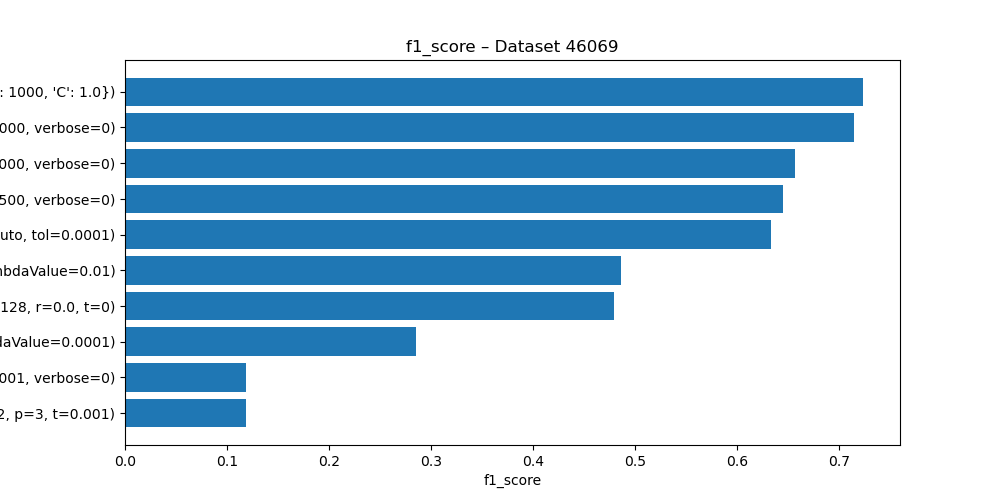 f1_score – Dataset 46069
: 1000, 'C': 1.0})
000, verbose=0)
000, verbose=0)
500, verbose=0)
uto, tol=0.0001)
mbdaValue=0.01)
128, r=0.0, t=0)
daValue=0.0001)
001, verbose=0)
2, p=3, t=0.001)
0.0 0.1 0.2 0.3 0.4 0.5 0.6 0.7
f1_score